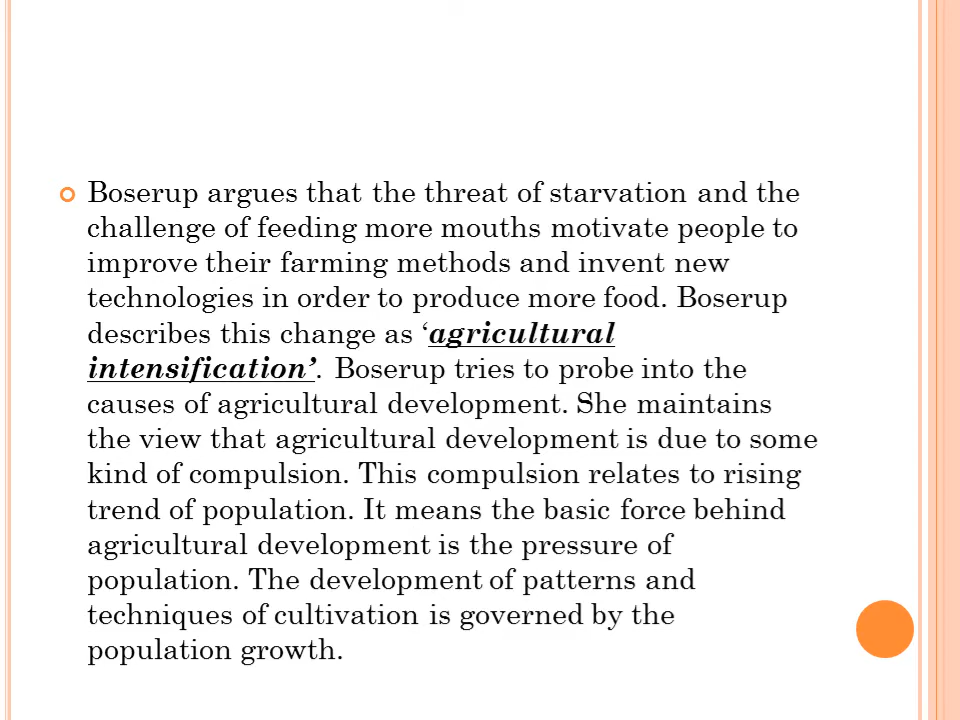 Boserup argues that the threat of starvation and the
challenge of feeding more mouths motivate people to
improve their farming methods and invent new
technologies in order to produce more food. Boserup
describes this change as ‘agricultural
intensification’. Boserup tries to probe into the
causes of agricultural development. She maintains
the view that agricultural development is due to some
kind of compulsion. This compulsion relates to rising
trend of population. It means the basic force behind
agricultural development is the pressure of
population. The development of patterns and
techniques of cultivation is governed by the
population growth.